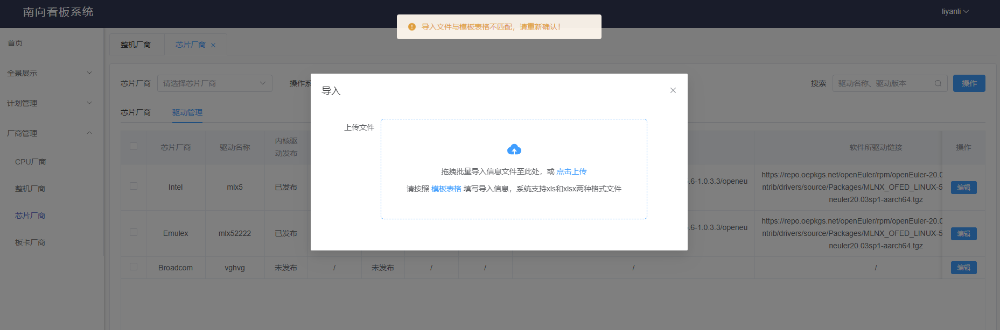 南向看板系统
liyanli
导入文件与模板表格不匹配，请重新确认！
首页
全景展示
计划管理
厂商管理
CPU厂商
整机厂商
芯片厂商
板卡厂商
整机厂商
芯片厂商
芯片厂商
请选择芯片厂商
操作系
搜索
驱动名称、驱动版本
操作
芯片厂商
驱动管理
导入
上传文件
拖拽批量导入信息文件至此处，或 点击上传
请按照 模板表格 填写导入信息，系统支持xls和xlsx两种格式文件
芯片厂商
驱动名称
内核驱
动发布
软件所驱动链接
操作
Intel
mlx5
已发布
.6-1.0.3.3/openeu
https://repo.oepkgs.net/openEuler/rpm/openEuler-20.0
ntrib/drivers/source/Packages/MLNX_OFED_LINUX-5
neuler20.03sp1-aarch64.tgz
编辑
Emulex
mlx52222
已发布
.6-1.0.3.3/openeu
https://repo.oepkgs.net/openEuler/rpm/openEuler-20.0
ntrib/drivers/source/Packages/MLNX_OFED_LINUX-5
neuler20.03sp1-aarch64.tgz
编辑
Broadcom
vghvg
未发布
/
未发布
/
/
/
/
编辑